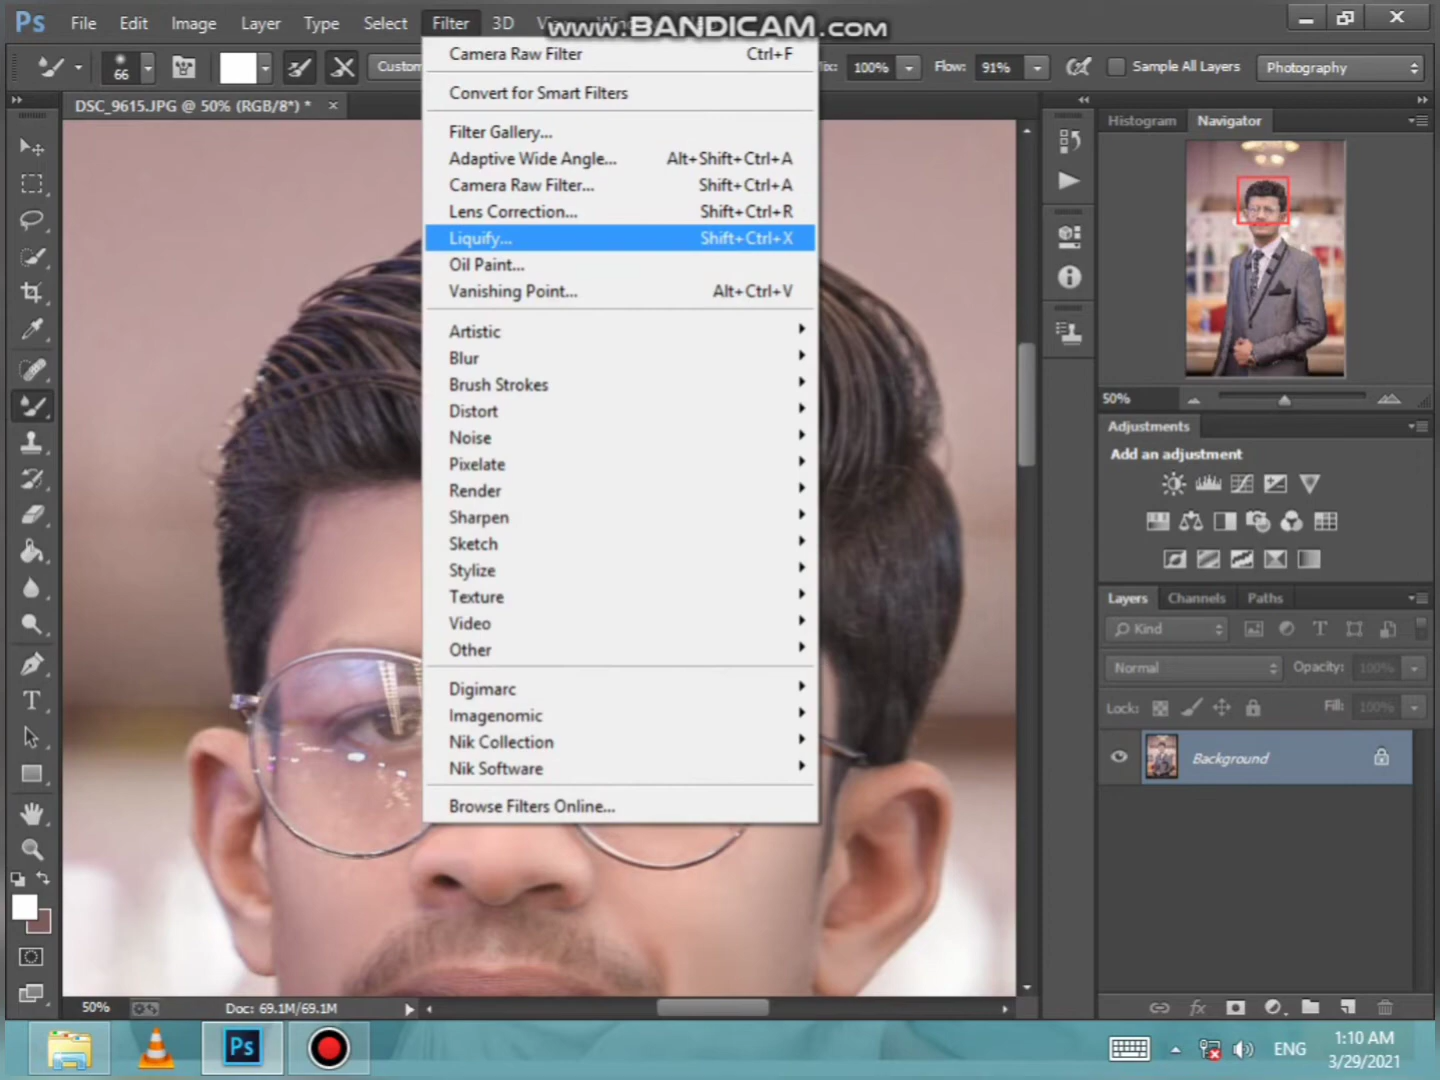 Ps File Edit Image Layer Type Select Filter 3D
www.BANDICAM.com
66 Mix: 100% Flow: 91% Sample All Layers Photography
DSC_9615.JPG @ 50% (RGB/8*) * ×
Camera Raw Filter Ctrl+F
Convert for Smart Filters
Filter Gallery...
Adaptive Wide Angle... Alt+Shift+Ctrl+A
Camera Raw Filter... Shift+Ctrl+A
Lens Correction... Shift+Ctrl+R
Liquify... Shift+Ctrl+X
Oil Paint...
Vanishing Point... Alt+Ctrl+V
Artistic
Blur
Brush Strokes
Distort
Noise
Pixelate
Render
Sharpen
Sketch
Stylize
Texture
Video
Other
Digimarc
Imagenomic
Nik Collection
Nik Software
Browse Filters Online...
Histogram Navigator
50%
Adjustments
Add an adjustment
Layers Channels Paths
Kind
Normal Opacity: 100%
Lock: Fill: 100%
Background
50% Doc: 69.1M/69.1M
Ps
ENG
1:10 AM
3/29/2021